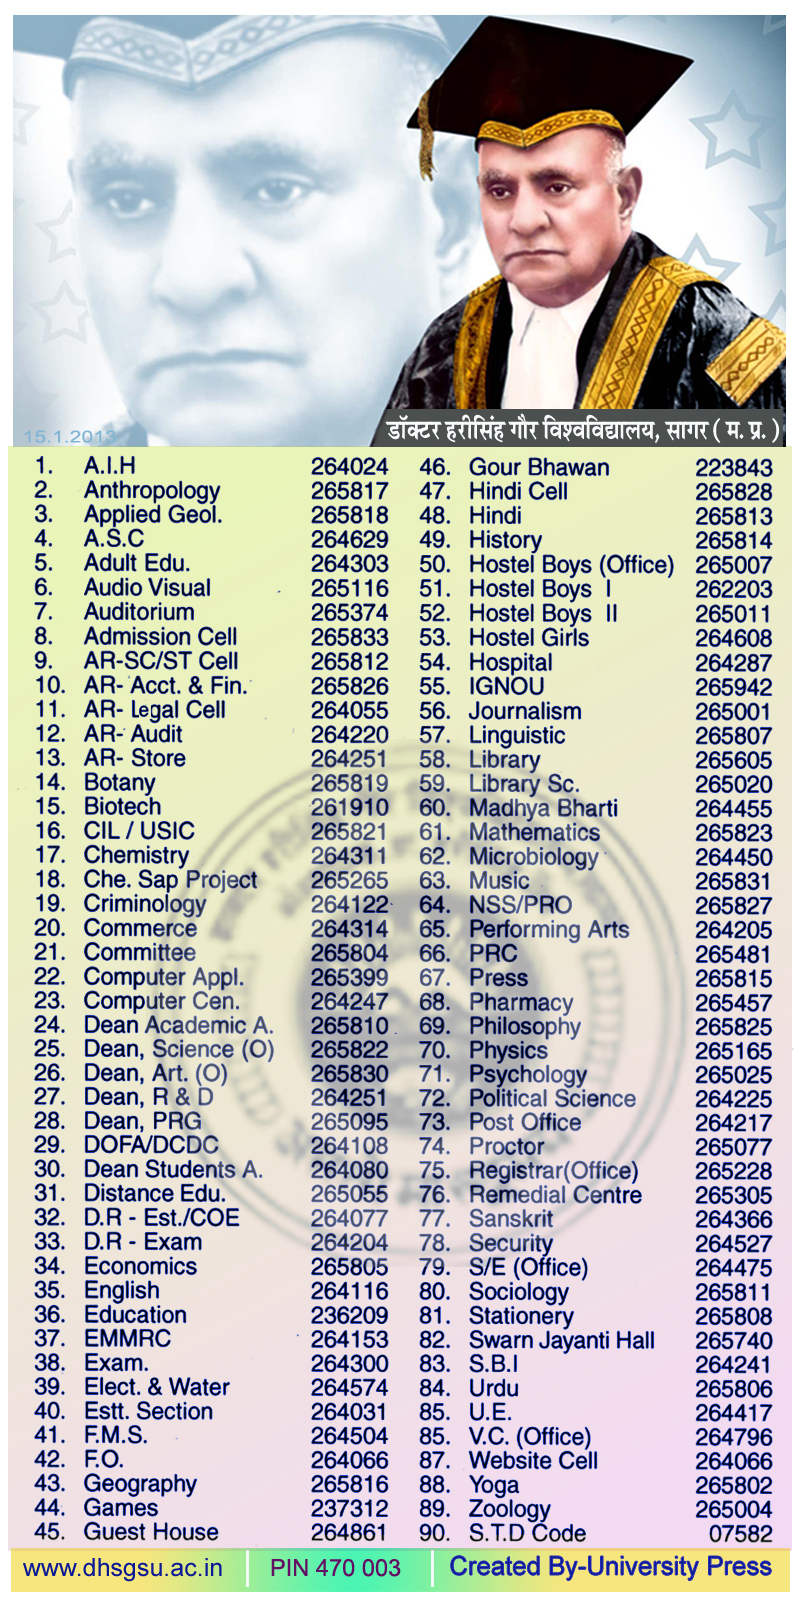 15.1.2013
डॉक्टर हरीसिंह गौर विश्वविद्यालय, सागर ( म. प्र. )
1. A.I.H 264024
2. Anthropology 265817
3. Applied Geol. 265818
4. A.S.C 264629
5. Adult Edu. 264303
6. Audio Visual 265116
7. Auditorium 265374
8. Admission Cell 265833
9. AR-SC/ST Cell 265812
10. AR- Acct. & Fin. 265826
11. AR- Legal Cell 264055
12. AR- Audit 264220
13. AR- Store 264251
14. Botany 265819
15. Biotech 261910
16. CIL / USIC 265821
17. Chemistry 264311
18. Che. Sap Project 265265
19. Criminology 264122
20. Commerce 264314
21. Committee 265804
22. Computer Appl. 265399
23. Computer Cen. 264247
24. Dean Academic A. 265810
25. Dean, Science (O) 265822
26. Dean, Art. (O) 265830
27. Dean, R & D 264251
28. Dean, PRG 265095
29. DOFA/DCDC 264108
30. Dean Students A. 264080
31. Distance Edu. 265055
32. D.R - Est./COE 264077
33. D.R - Exam 264204
34. Economics 265805
35. English 264116
36. Education 236209
37. EMMRC 264153
38. Exam. 264300
39. Elect. & Water 264574
40. Estt. Section 264031
41. F.M.S. 264504
42. F.O. 264066
43. Geography 265816
44. Games 237312
45. Guest House 264861
46. Gour Bhawan 223843
47. Hindi Cell 265828
48. Hindi 265813
49. History 265814
50. Hostel Boys (Office) 265007
51. Hostel Boys I 262203
52. Hostel Boys II 265011
53. Hostel Girls 264608
54. Hospital 264287
55. IGNOU 265942
56. Journalism 265001
57. Linguistic 265807
58. Library 265605
59. Library Sc. 265020
60. Madhya Bharti 264455
61. Mathematics 265823
62. Microbiology 264450
63. Music 265831
64. NSS/PRO 265827
65. Performing Arts 264205
66. PRC 265481
67. Press 265815
68. Pharmacy 265457
69. Philosophy 265825
70. Physics 265165
71. Psychology 265025
72. Political Science 264225
73. Post Office 264217
74. Proctor 265077
75. Registrar(Office) 265228
76. Remedial Centre 265305
77. Sanskrit 264366
78. Security 264527
79. S/E (Office) 264475
80. Sociology 265811
81. Stationery 265808
82. Swarn Jayanti Hall 265740
83. S.B.I 264241
84. Urdu 265806
85. U.E. 264417
85. V.C. (Office) 264796
87. Website Cell 264066
88. Yoga 265802
89. Zoology 265004
90. S.T.D Code 07582
www.dhsgsu.ac.in PIN 470 003 Created By-University Press